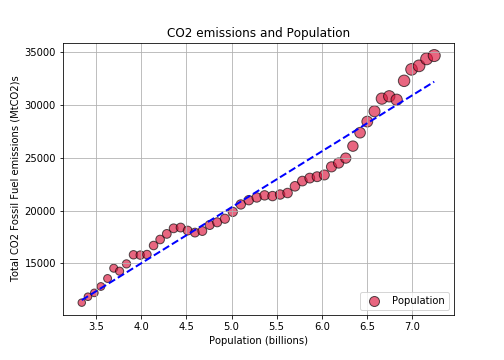 CO2 emissions and Population
Total CO2 Fossil Fuel emissions (MtCO2)s
35000
30000
25000
20000
15000
3.5 4.0 4.5 5.0 5.5 6.0 6.5 7.0
Population (billions)
Population